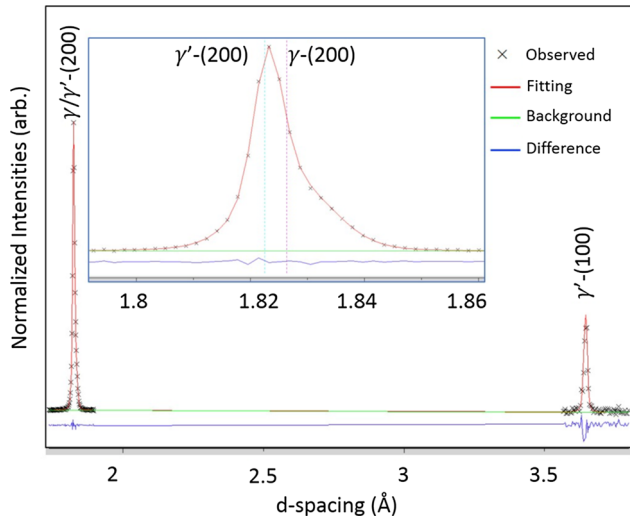 γ/γ’-(200)
γ’-(200)
γ-(200)
Observed
Fitting
Background
Difference
1.8
1.82
1.84
1.86
γ’-(100)
Normalized Intensities (arb.)
2
2.5
3
3.5
d-spacing (Å)